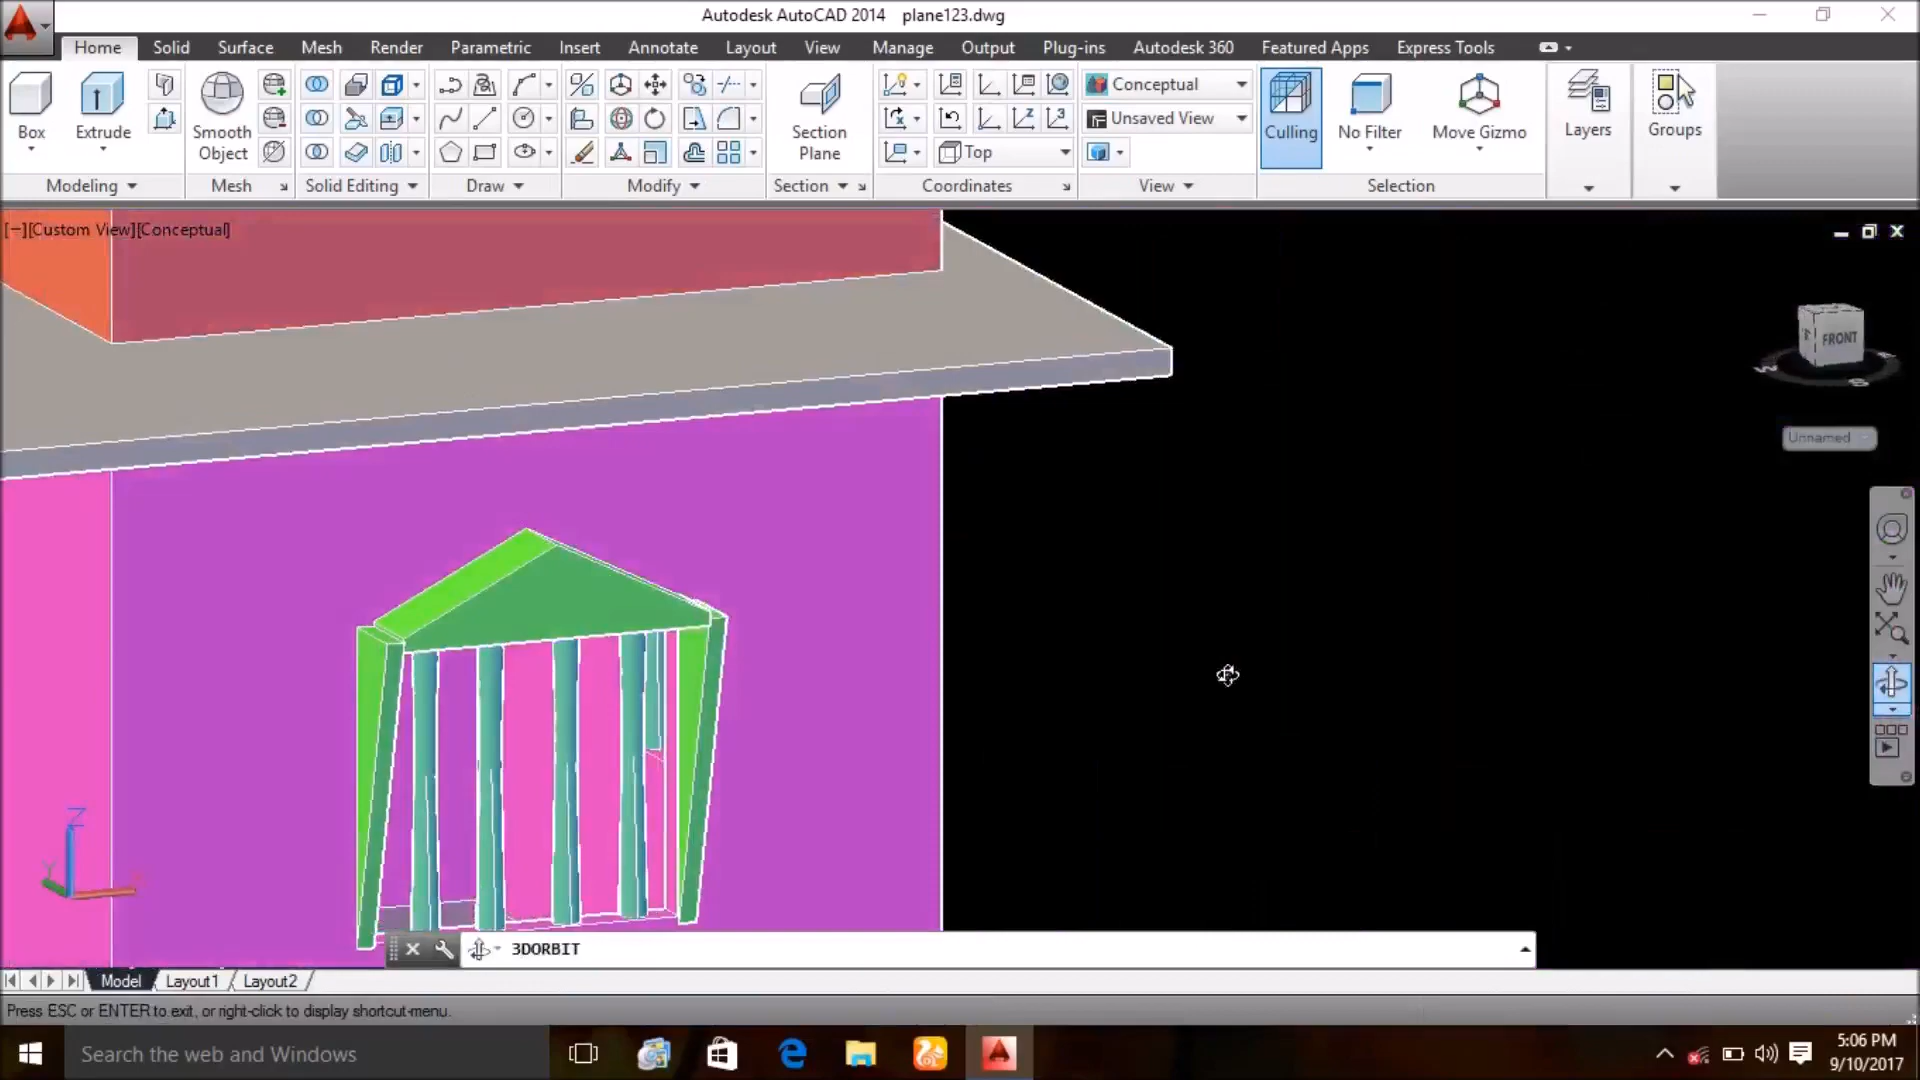 Autodesk AutoCAD 2014 plane123.dwg
Home Solid Surface Mesh Render Parametric Insert Annotate Layout View Manage Output Plug-ins Autodesk 360 Featured Apps Express Tools
Box
Extrude
Smooth Object
Section Plane
Top
Conceptual
Unsaved View
Culling
No Filter
Move Gizmo
Layers
Groups
Modeling Mesh Solid Editing Draw Modify Section Coordinates View Selection
[−][Custom View][Conceptual]
FRONT
W
S
Unnamed
Z
Y
3DORBIT
Model Layout1 Layout2
Press ESC or ENTER to exit, or right-click to display shortcut-menu.
Search the web and Windows
5:06 PM
9/10/2017